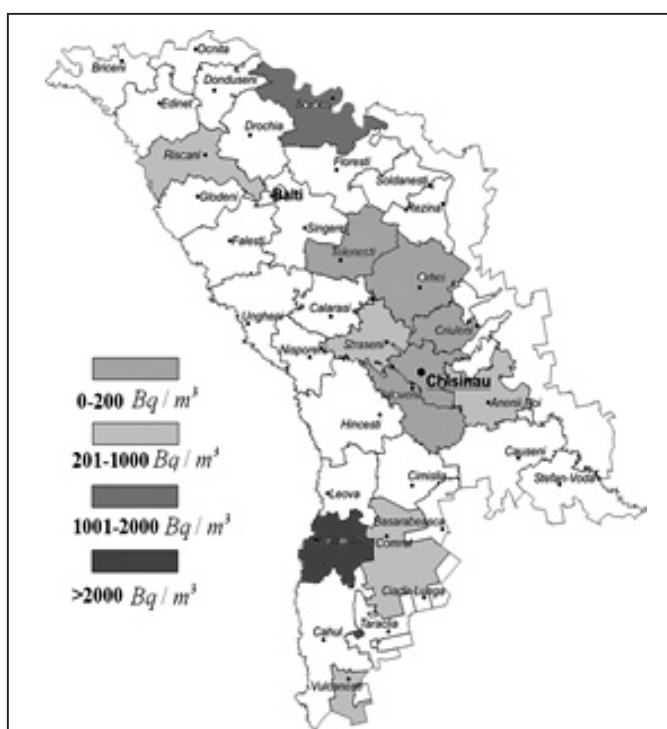 Ocnita
Briceni
Donduseni
Edinet
Drochia
Riscani
Floresti
Soldanesti
Balti
Glodeni
Rezina
Singerei
Falesti
Telenesti
Orhei
Calarasi
Ungheni
Criuleni
Straseni
Nisporeni
Chisinau
0-200 Bq / m³
Anenii Noi
Hincesti
201-1000 Bq / m³
Causeni
Cimislia
Stefan-Voda
Leova
1001-2000 Bq / m³
Basarabeasca
Comrat
>2000 Bq / m³
Ciadir-Lunga
Taraclia
Cahul
Vulcanesti